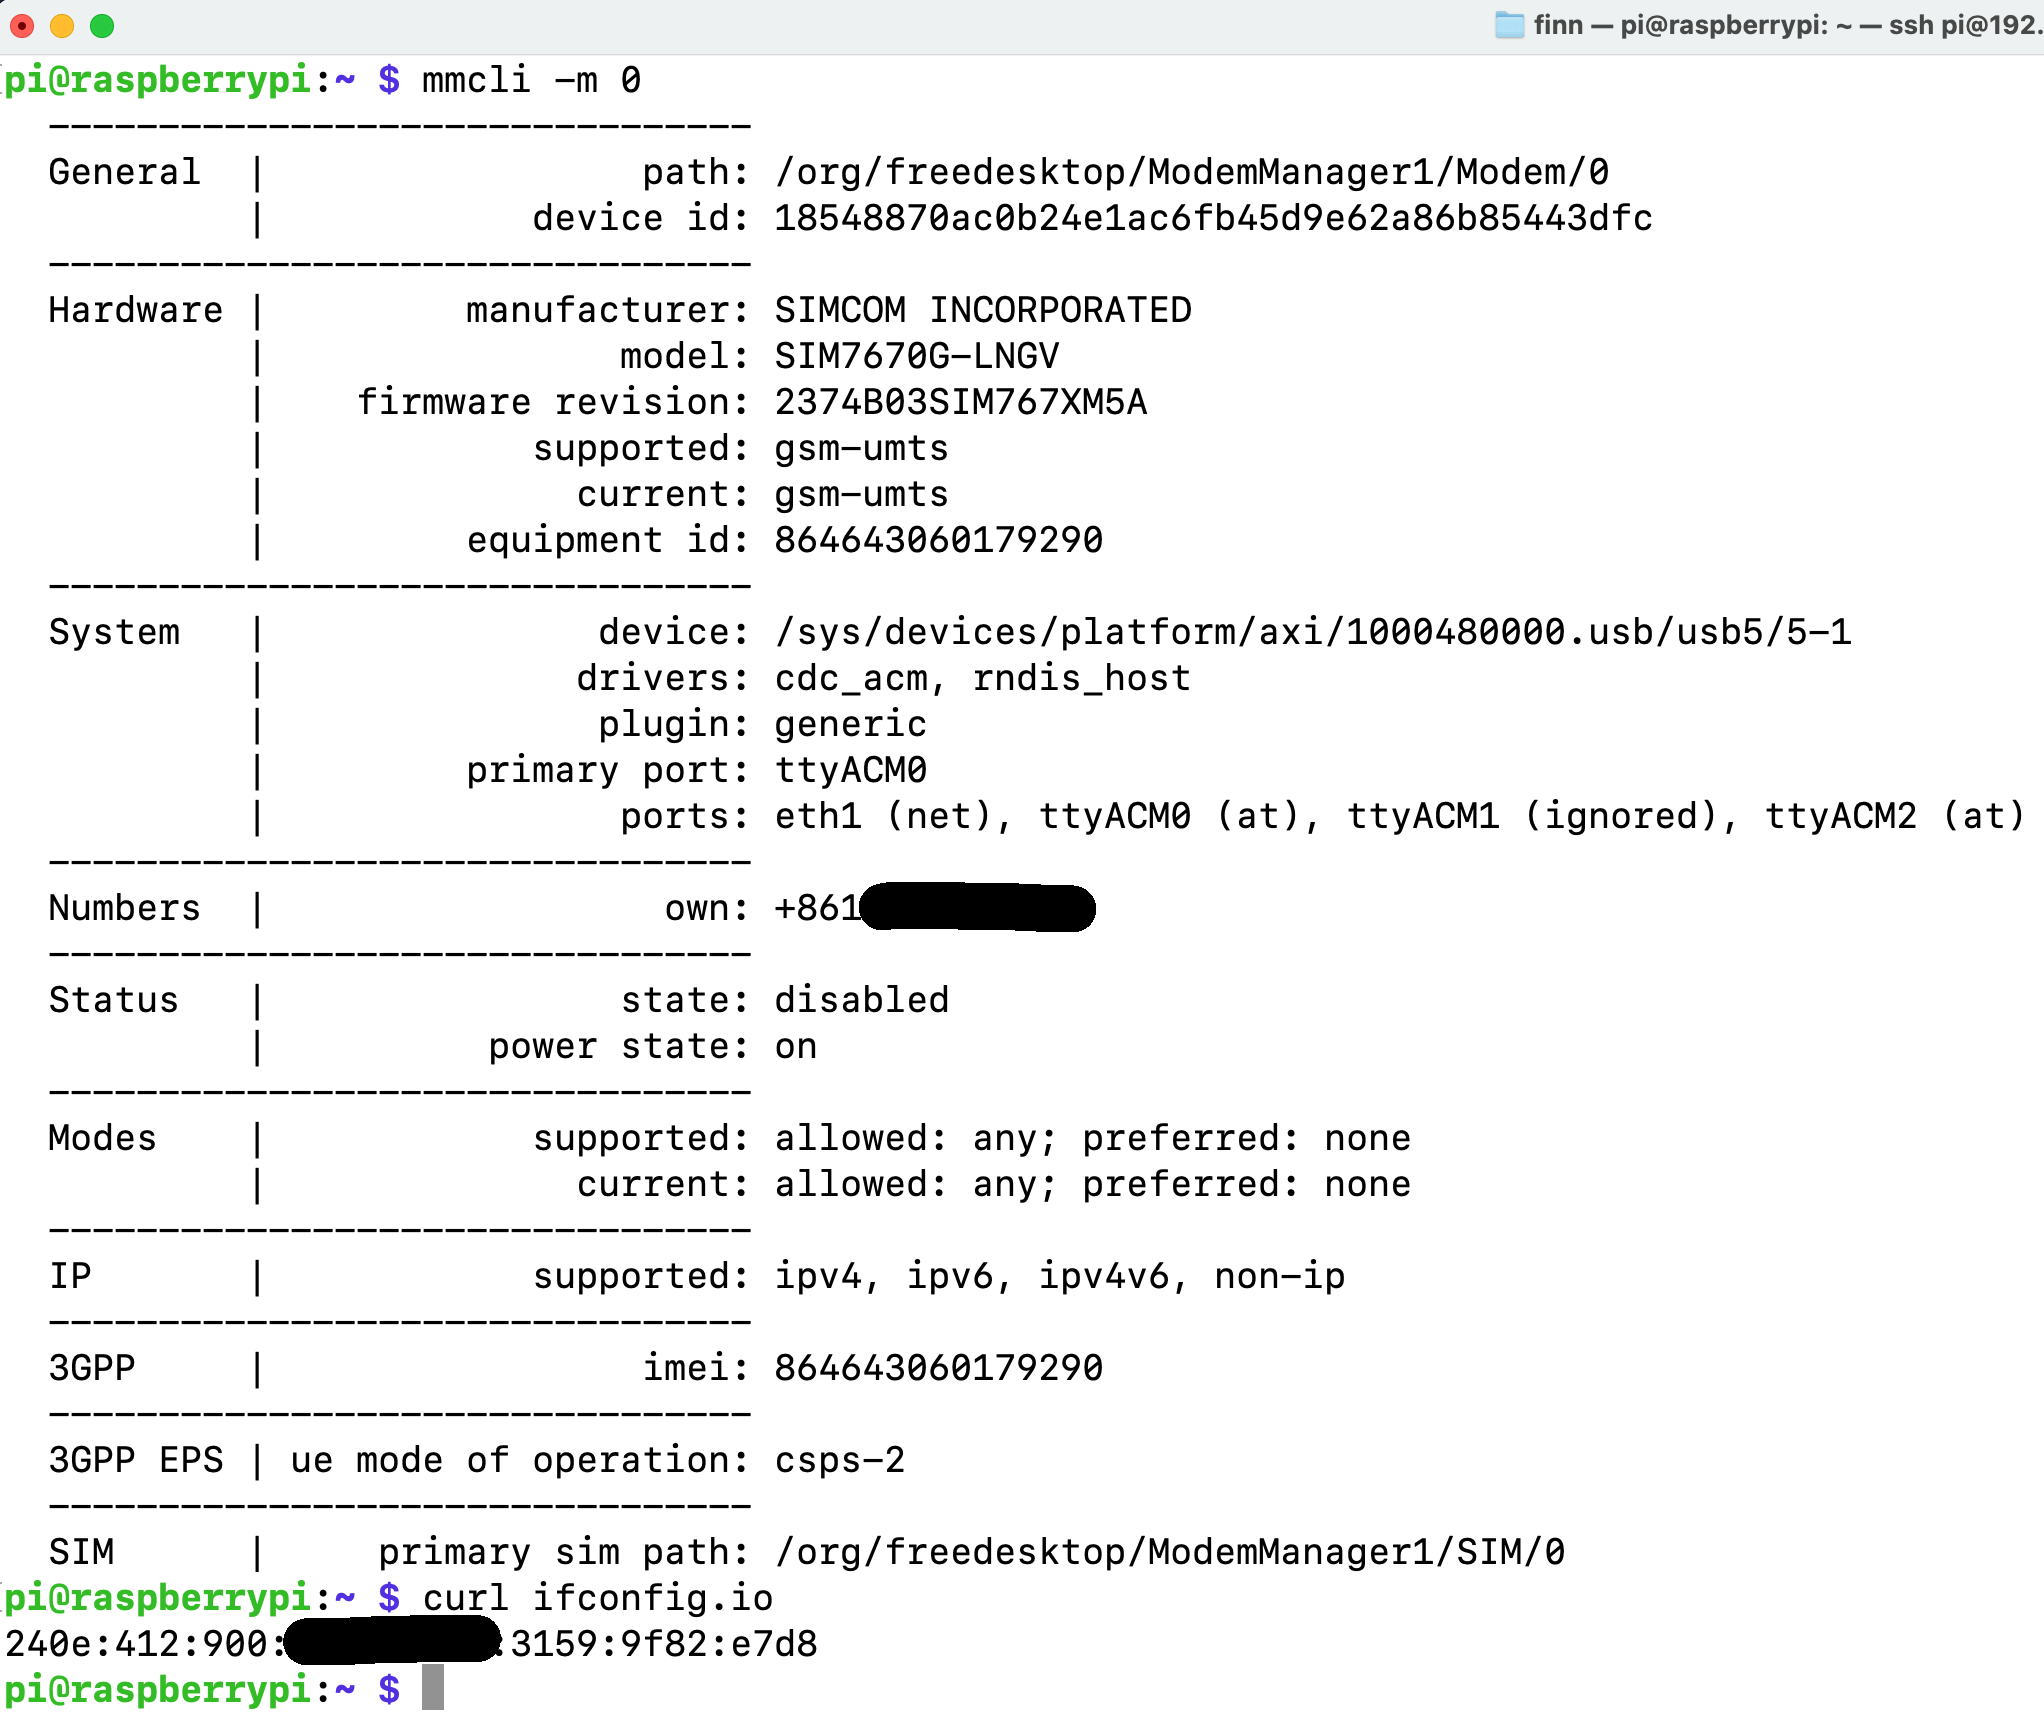 finn — pi@raspberrypi: ~ — ssh pi@192.
pi@raspberrypi:~ $ mmcli -m 0
--------------------------------
General | path: /org/freedesktop/ModemManager1/Modem/0
| device id: 18548870ac0b24e1ac6fb45d9e62a86b85443dfc
--------------------------------
Hardware | manufacturer: SIMCOM INCORPORATED
| model: SIM7670G-LNGV
| firmware revision: 2374B03SIM767XM5A
| supported: gsm-umts
| current: gsm-umts
| equipment id: 864643060179290
--------------------------------
System | device: /sys/devices/platform/axi/1000480000.usb/usb5/5-1
| drivers: cdc_acm, rndis_host
| plugin: generic
| primary port: ttyACM0
| ports: eth1 (net), ttyACM0 (at), ttyACM1 (ignored), ttyACM2 (at)
--------------------------------
Numbers | own: +861
--------------------------------
Status | state: disabled
| power state: on
--------------------------------
Modes | supported: allowed: any; preferred: none
| current: allowed: any; preferred: none
--------------------------------
IP | supported: ipv4, ipv6, ipv4v6, non-ip
--------------------------------
3GPP | imei: 864643060179290
--------------------------------
3GPP EPS | ue mode of operation: csps-2
--------------------------------
SIM | primary sim path: /org/freedesktop/ModemManager1/SIM/0
pi@raspberrypi:~ $ curl ifconfig.io
240e:412:900: :3159:9f82:e7d8
pi@raspberrypi:~ $